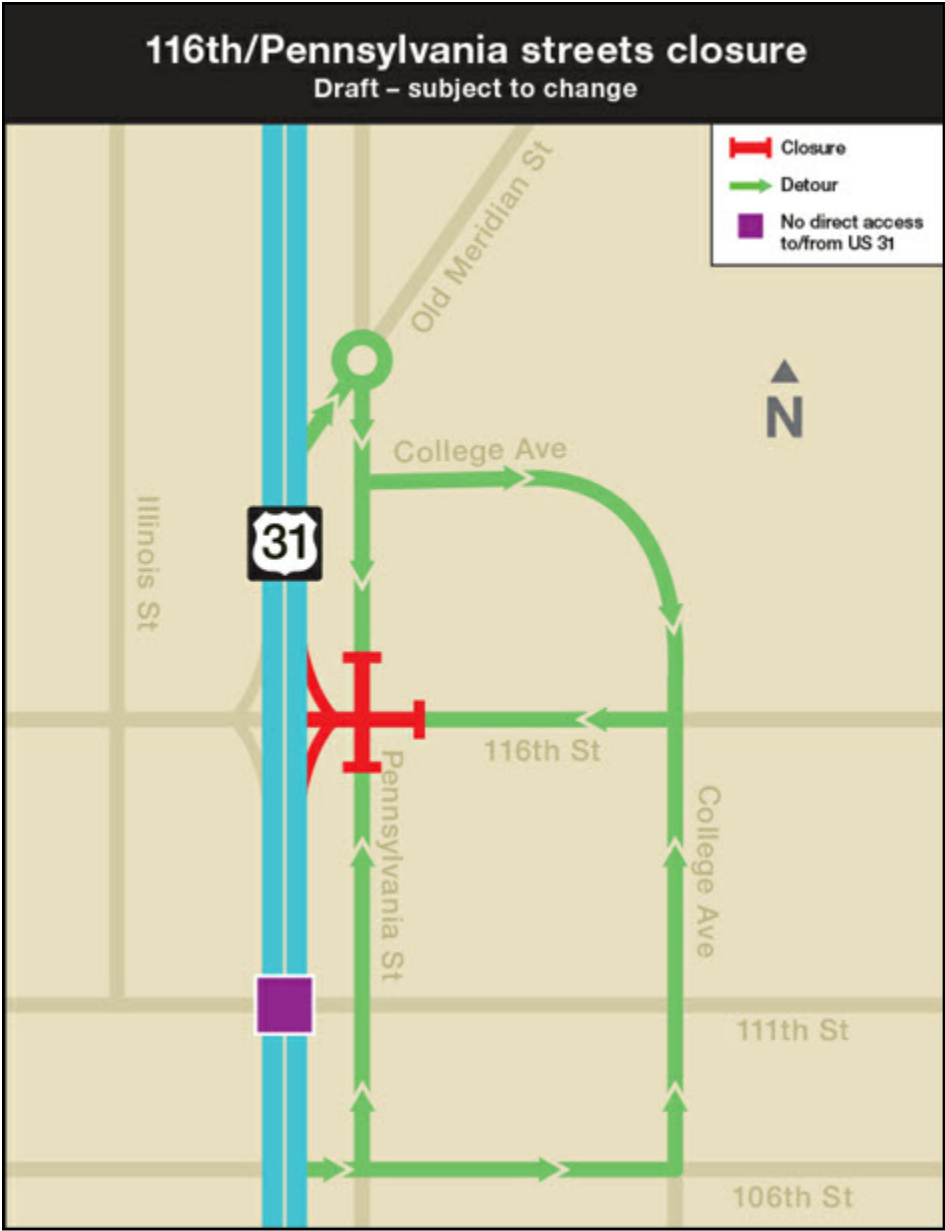 116th/Pennsylvania streets closure
Draft – subject to change
Closure
Detour
No direct access
to/from US 31
Old Meridian St
N
College Ave
Illinois St
31
116th St
Pennsylvania St
College Ave
111th St
106th St